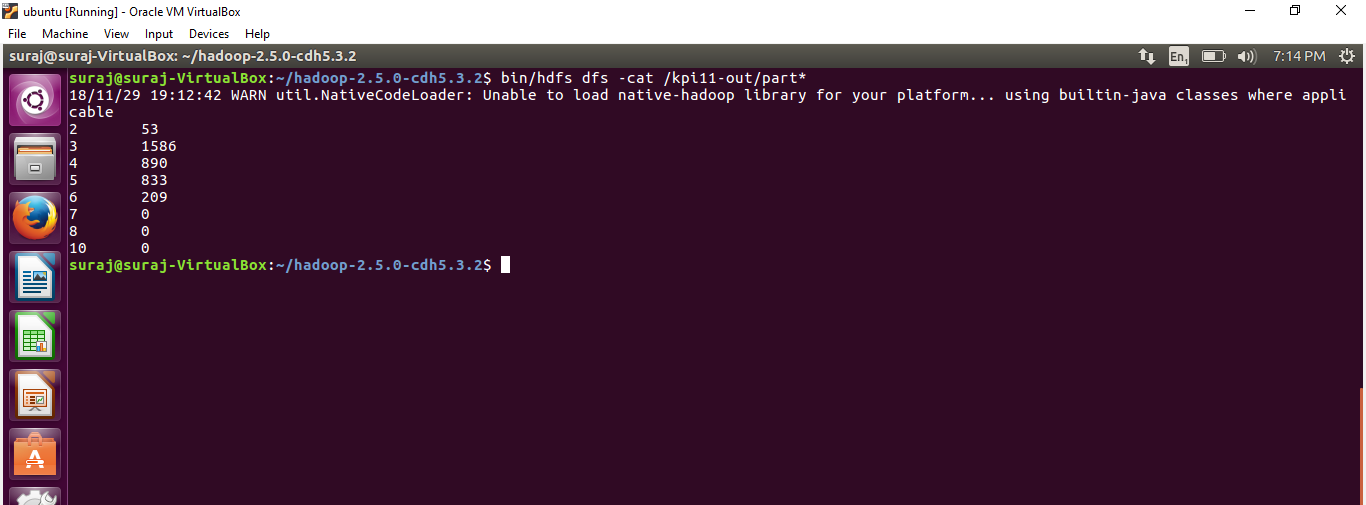 ubuntu [Running] - Oracle VM VirtualBox
File Machine View Input Devices Help
suraj@suraj-VirtualBox: ~/hadoop-2.5.0-cdh5.3.2 En1 7:14 PM
suraj@suraj-VirtualBox:~/hadoop-2.5.0-cdh5.3.2$ bin/hdfs dfs -cat /kpi11-out/part*
18/11/29 19:12:42 WARN util.NativeCodeLoader: Unable to load native-hadoop library for your platform... using builtin-java classes where appli
cable
2 53
3 1586
4 890
5 833
6 209
7 0
8 0
10 0
suraj@suraj-VirtualBox:~/hadoop-2.5.0-cdh5.3.2$